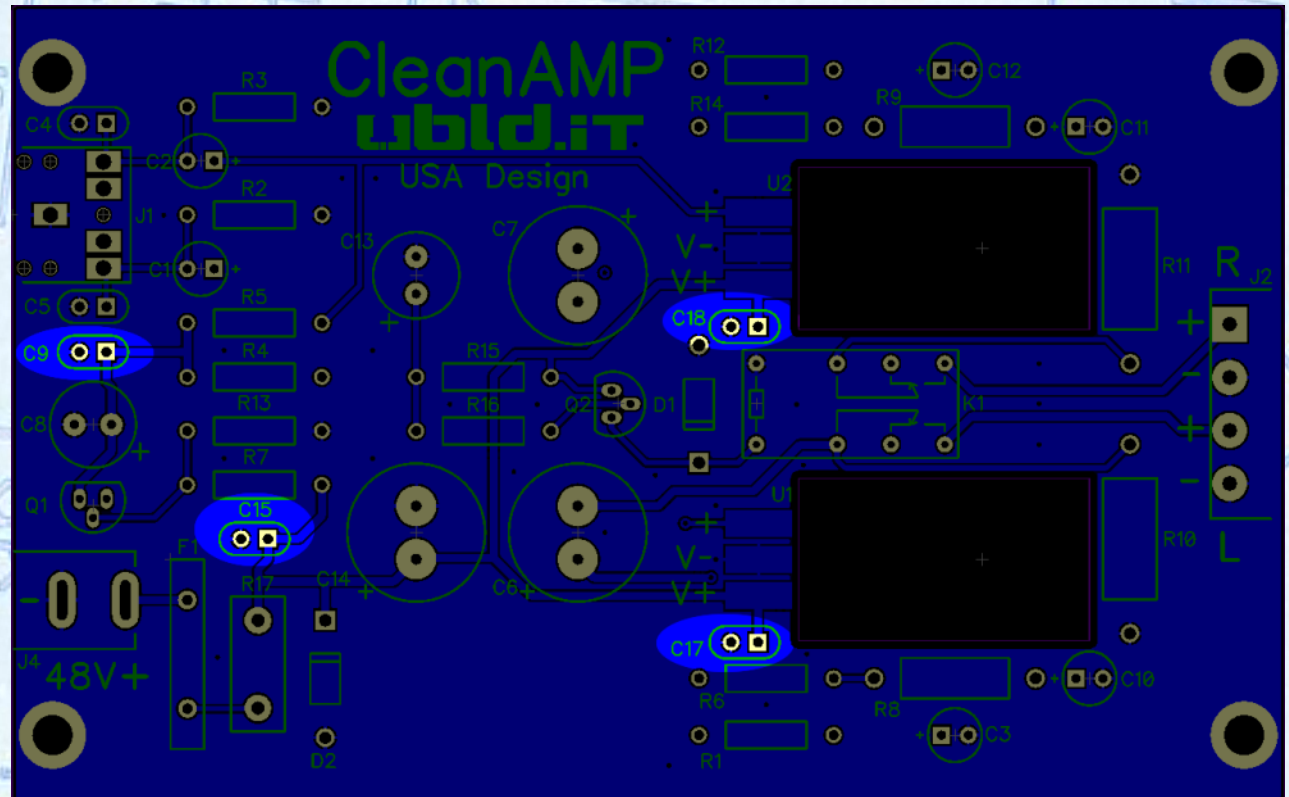 CleanAMP
ubld.iT
USA Design
R12
C12
R14
R9
C11
R3
C4
C2
R2
J1
C1
C5
C13
C7
U2
+
V-
V+
R11
R
J2
+
-
+
-
L
R5
C9
R4
C18
R15
R16
Q2
D1
K1
C8
R13
R7
Q1
C15
U1
+
V-
V+
R10
F1
R17
C14
C6
C17
-
J4
48V+
D2
R6
R8
C10
R1
C3